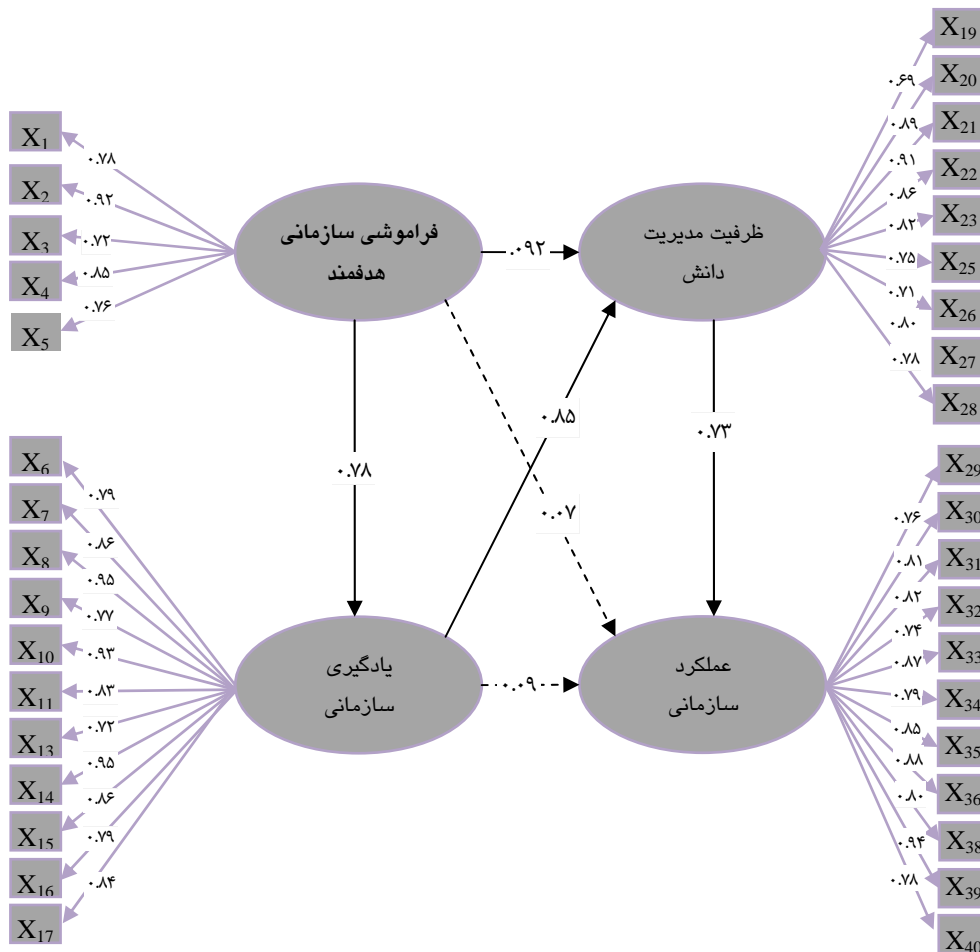 X1
X2
X3
X4
X5
۰.۷۸
۰.۹۲
۰.۷۲
۰.۸۵
۰.۷۶
فراموشی سازمانی
هدفمند
.۰۹۲
ظرفیت مدیریت
دانش
۰.۶۹
۰.۸۹
۰.۹۱
۰.۸۶
۰.۸۲
۰.۷۵
۰.۷۱
۰.۸۰
۰.۷۸
X19
X20
X21
X22
X23
X25
X26
X27
X28
۰.۷۸
۰.۸۵
۰.۰۷
۰.۷۳
X6
X7
X8
X9
X10
X11
X13
X14
X15
X16
X17
۰.۷۹
۰.۸۶
۰.۹۵
۰.۷۷
۰.۹۳
۰.۸۳
۰.۷۲
۰.۹۵
۰.۸۶
۰.۷۹
۰.۸۴
یادگیری
سازمانی
۰.۰۹
عملکرد
سازمانی
۰.۷۶
۰.۸۱
۰.۸۲
۰.۷۴
۰.۸۷
۰.۷۹
۰.۸۵
۰.۸۸
۰.۸۰
۰.۹۴
۰.۷۸
X29
X30
X31
X32
X33
X34
X35
X36
X38
X39
X40